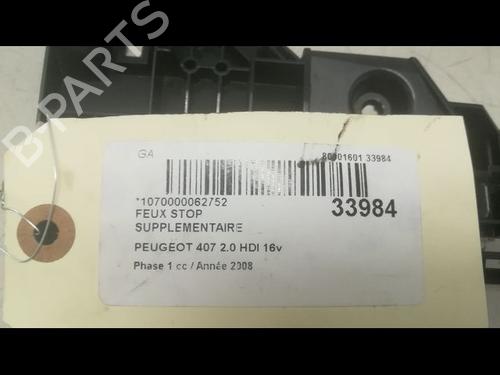 B-PARTS
GA
80001601 33984
*1070000062752
33984
FEUX STOP
SUPPLEMENTAIRE
PEUGEOT 407 2.0 HDI 16v
Phase 1 cc / Année 2008